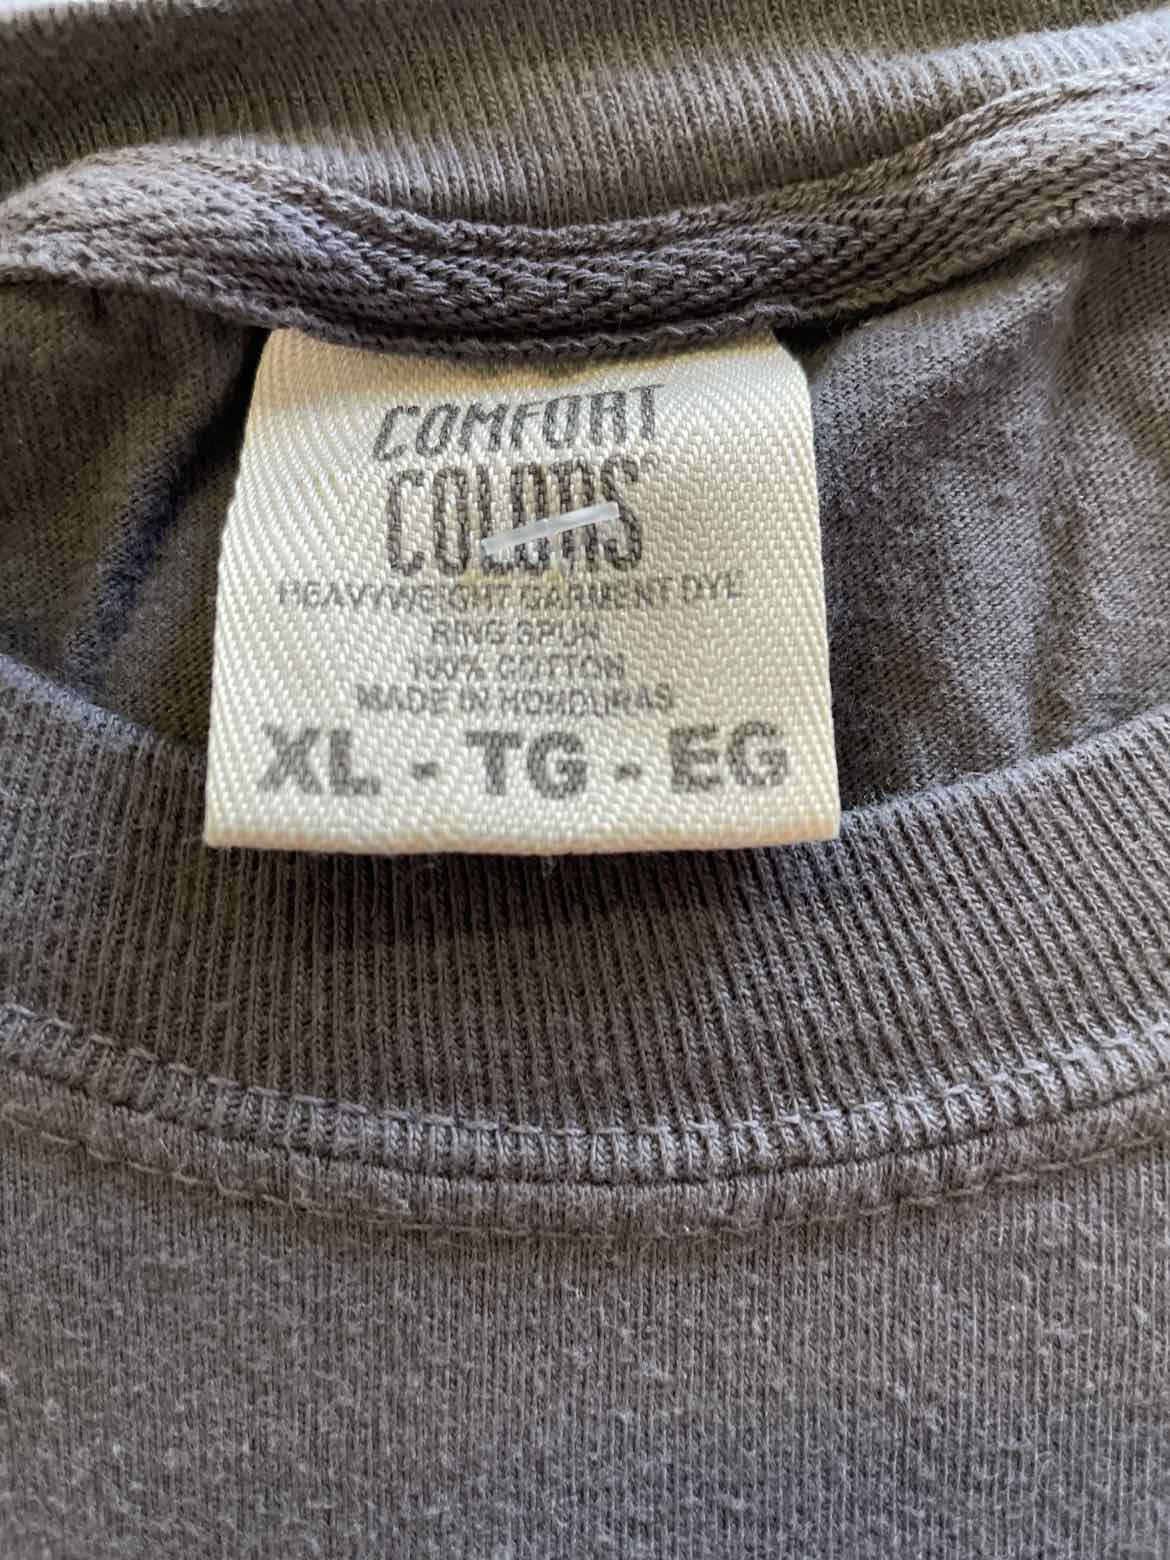 COMFORT
COLORS®
HEAVYWEIGHT GARMENT DYE
RING SPUN
100% COTTON
MADE IN HONDURAS
XL - TG - EG